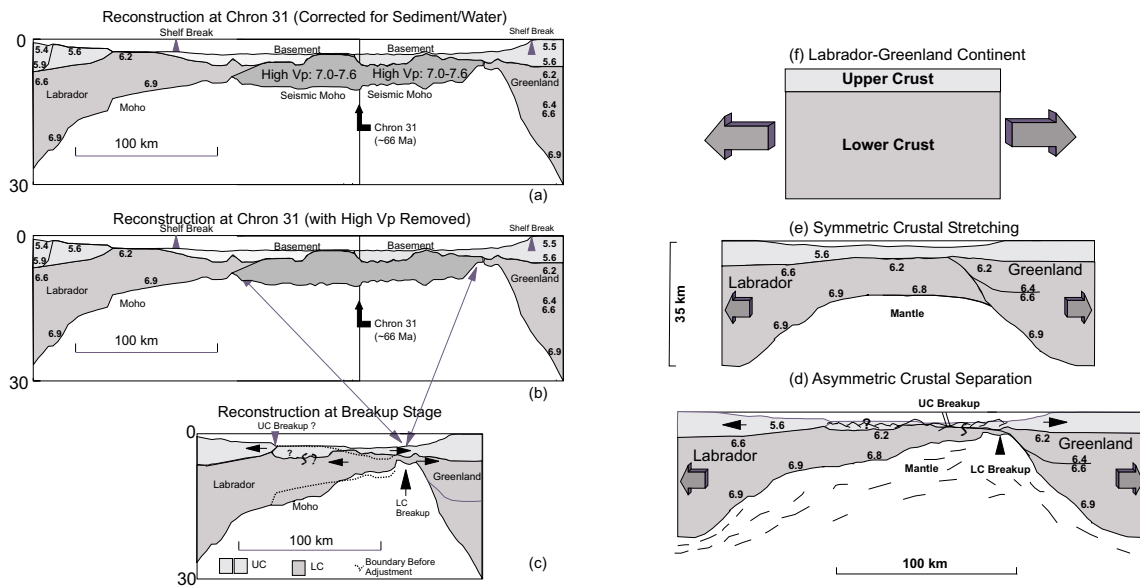 Reconstruction at Chron 31 (Corrected for Sediment/Water)
Shelf Break
Shelf Break
0
5.4
5.6
6.2
Basement
Basement
5.5
5.9
5.6
6.6
6.9
High Vp: 7.0-7.6
High Vp: 7.0-7.6
6.2
Labrador
Seismic Moho
Seismic Moho
Greenland
Moho
6.4
6.6
Chron 31
(~66 Ma)
6.9
100 km
6.9
30
(a)
Reconstruction at Chron 31 (with High Vp Removed)
Shelf Break
Shelf Break
0
5.4
5.6
6.2
Basement
Basement
5.5
5.9
5.6
6.6
6.9
6.2
Labrador
Greenland
Moho
6.4
6.6
Chron 31
(~66 Ma)
6.9
100 km
6.9
30
(b)
Reconstruction at Breakup Stage
UC Breakup ?
0
?
?
Labrador
Greenland
Moho
LC
Breakup
100 km
UC
LC
Boundary Before
Adjustment
30
(c)
(f) Labrador-Greenland Continent
Upper Crust
Lower Crust
(e) Symmetric Crustal Stretching
5.6
6.6
6.2
6.2
Greenland
Labrador
6.4
6.6
6.9
6.8
Mantle
6.9
6.9
35 km
(d) Asymmetric Crustal Separation
UC Breakup
?
5.6
6.6
6.2
6.2
Labrador
Greenland
6.4
6.6
6.9
6.8
Mantle
LC Breakup
6.9
6.9
100 km